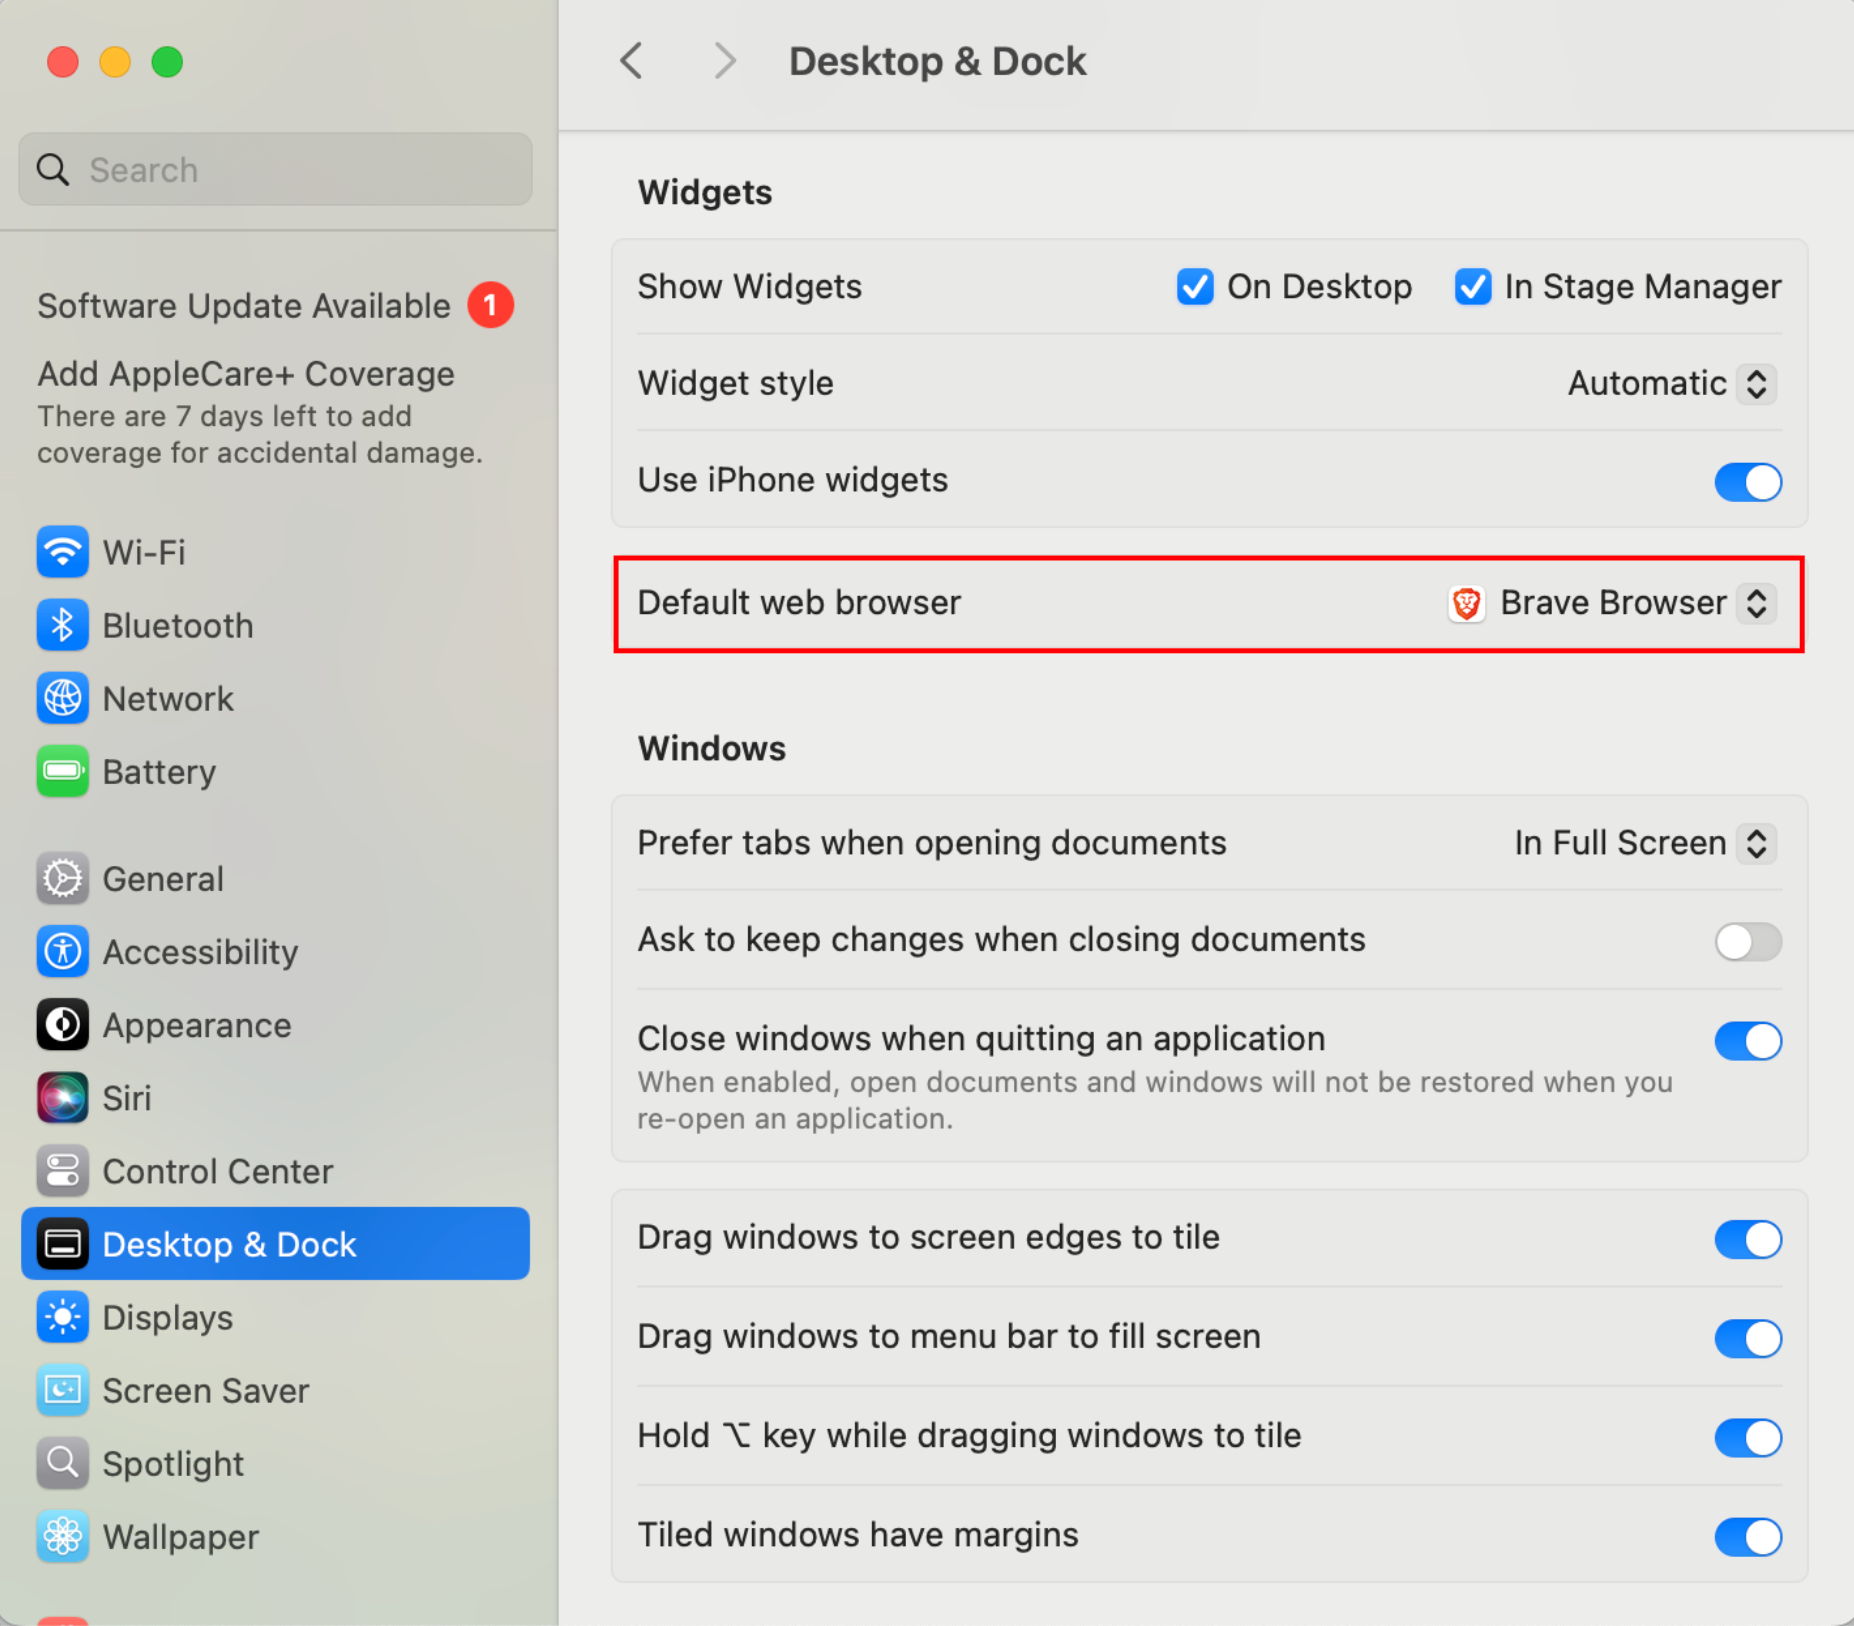 Search
Software Update Available 1
Add AppleCare+ Coverage
There are 7 days left to add
coverage for accidental damage.
Wi-Fi
Bluetooth
Network
Battery
General
Accessibility
Appearance
Siri
Control Center
Desktop & Dock
Displays
Screen Saver
Spotlight
Wallpaper
Desktop & Dock
Widgets
Show Widgets On Desktop In Stage Manager
Widget style Automatic
Use iPhone widgets
Default web browser Brave Browser
Windows
Prefer tabs when opening documents In Full Screen
Ask to keep changes when closing documents
Close windows when quitting an application
When enabled, open documents and windows will not be restored when you
re-open an application.
Drag windows to screen edges to tile
Drag windows to menu bar to fill screen
Hold ⌥ key while dragging windows to tile
Tiled windows have margins